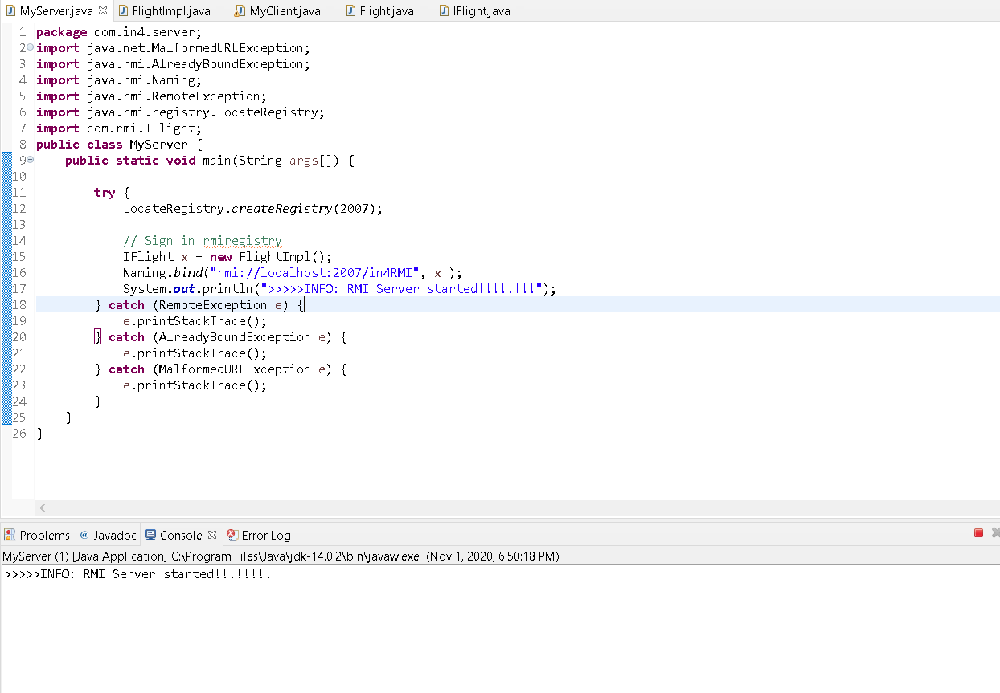 MyServer.java FlightImpl.java MyClient.java Flight.java IFlight.java
1 package com.in4.server;
2 import java.net.MalformedURLException;
3 import java.rmi.AlreadyBoundException;
4 import java.rmi.Naming;
5 import java.rmi.RemoteException;
6 import java.rmi.registry.LocateRegistry;
7 import com.rmi.IFlight;
8 public class MyServer {
9 public static void main(String args[]) {
10
11 try {
12 LocateRegistry.createRegistry(2007);
13
14 // Sign in rmiregistry
15 IFlight x = new FlightImpl();
16 Naming.bind("rmi://localhost:2007/in4RMI", x );
17 System.out.println(">>>>>INFO: RMI Server started!!!!!!!!");
18 } catch (RemoteException e) {
19 e.printStackTrace();
20 } catch (AlreadyBoundException e) {
21 e.printStackTrace();
22 } catch (MalformedURLException e) {
23 e.printStackTrace();
24 }
25 }
26 }
Problems @ Javadoc Console Error Log
MyServer (1) [Java Application] C:\Program Files\Java\jdk-14.0.2\bin\javaw.exe (Nov 1, 2020, 6:50:18 PM)
>>>>>INFO: RMI Server started!!!!!!!!